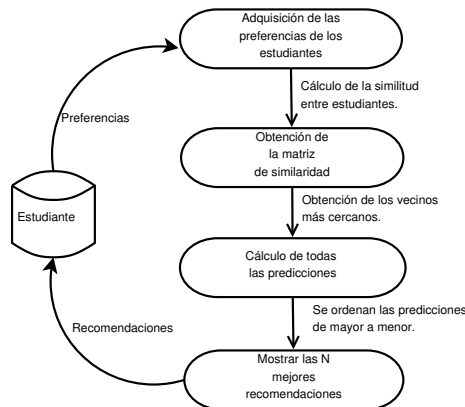 Adquisición de las
preferencias de los
estudiantes
Cálculo de la similitud
entre estudiantes.
Preferencias
Obtención de
la matriz
de similaridad
Obtención de los vecinos
más cercanos.
Estudiante
Cálculo de todas
las predicciones
Se ordenan las predicciones
de mayor a menor.
Recomendaciones
Mostrar las N
mejores
recomendaciones